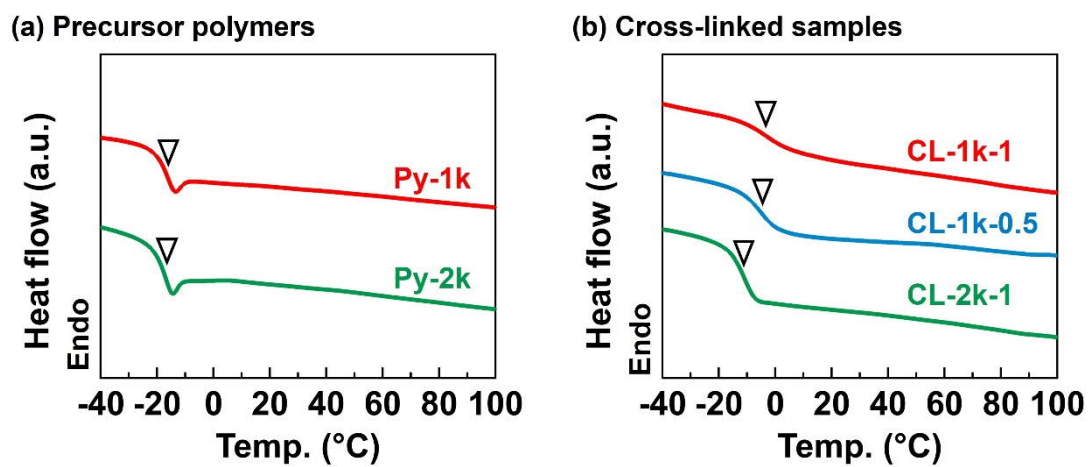 (a) Precursor polymers
Heat flow (a.u.)
Endo
Py-1k
Py-2k
-40 -20 0 20 40 60 80 100
Temp. (°C)
(b) Cross-linked samples
Heat flow (a.u.)
Endo
CL-1k-1
CL-1k-0.5
CL-2k-1
-40 -20 0 20 40 60 80 100
Temp. (°C)